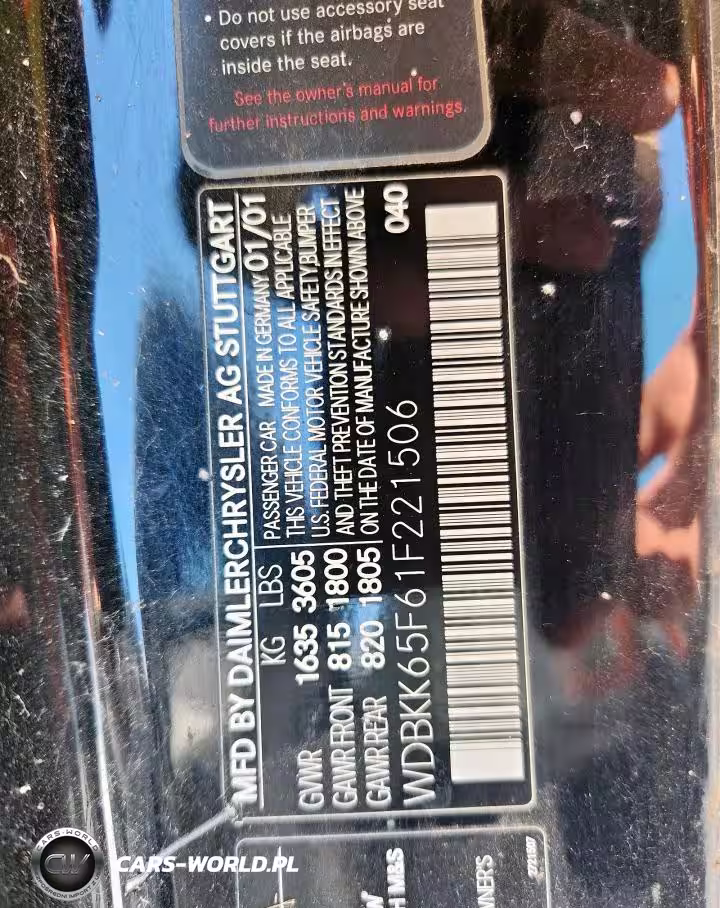 • Do not use accessory seat
covers if the airbags are
inside the seat.
See the owner's manual for
further instructions and warnings.
MFD BY DAIMLERCHRYSLER AG STUTTGART
KG LBS PASSENGER CAR MADE IN GERMANY 01/01
GVWR 1635 3605 THIS VEHICLE CONFORMS TO ALL APPLICABLE
U.S. FEDERAL MOTOR VEHICLE SAFETY, BUMPER,
GAWR FRONT 815 1800 AND THEFT PREVENTION STANDARDS IN EFFECT
GAWR REAR 820 1805 ON THE DATE OF MANUFACTURE SHOWN ABOVE
WDBKK65F61F221506 040
H M&S
CARS-WORLD
CW
CARS-WORLD.PL